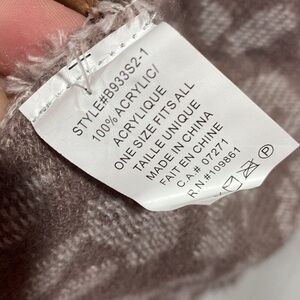 STYLE#B933S2-1
100% ACRYLIC/
ACRYLIQUE
ONE SIZE FITS ALL
TAILLE UNIQUE
MADE IN CHINA
FAIT EN CHINE
C.A.# 07271
R.N #109861
P